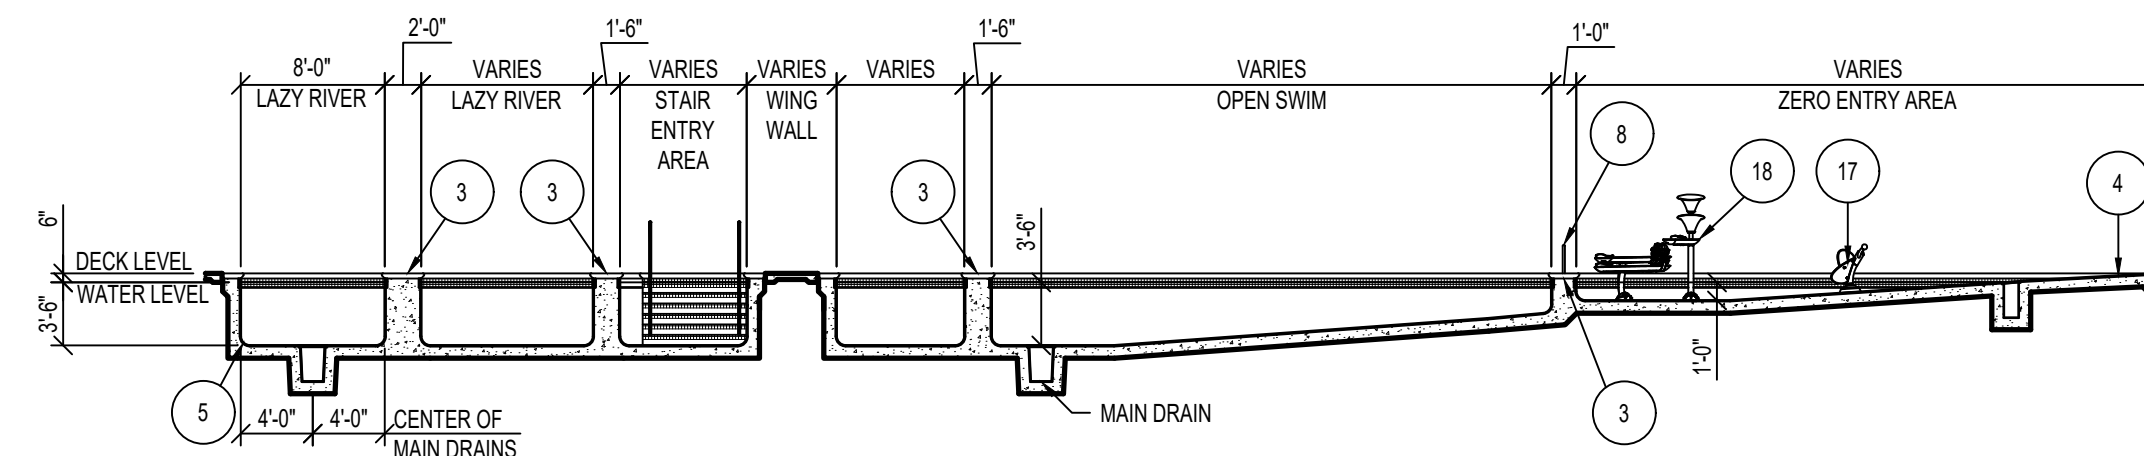 2'-0"
1'-6"
1'-6"
1'-0"
8'-0"
VARIES
VARIES
VARIES
VARIES
VARIES
VARIES
LAZY RIVER
LAZY RIVER
STAIR
ENTRY
AREA
WING
WALL
OPEN SWIM
ZERO ENTRY AREA
8
3
3
3
18
17
4
6"
3'-6"
DECK LEVEL
WATER LEVEL
3'-6"
1'-0"
5
4'-0"
4'-0"
CENTER OF
MAIN DRAINS
MAIN DRAIN
3